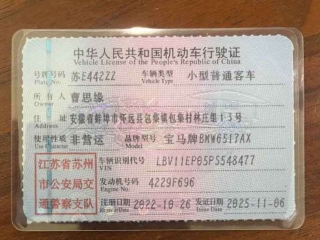 中华人民共和国机动车行驶证
Vehicle License of the People's Republic of China
号牌号码 苏E442ZZ 车辆类型 小型普通客车
Plate No. Vehicle Type
所有人 曹思缘
Owner
住址 安徽省蚌埠市怀远县包集镇包集村林庄组15号
Address
使用性质 非营运 品牌型号 宝马牌BMW6517AX
Use Character Model
江苏省苏州 车辆识别代号 LBV11EP05PS548477
VIN
市公安局交 发动机号码 4229F696
Engine No.
通警察支队 注册日期 2022-10-26 发证日期 2025-11-06
Register Date Issue Date